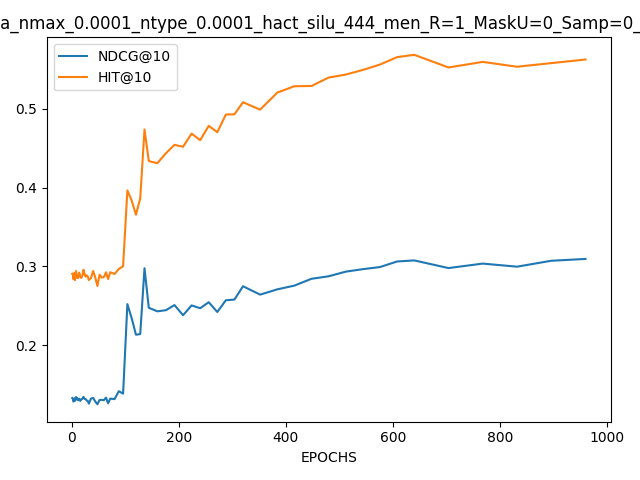 a_nmax_0.0001_ntype_0.0001_hact_silu_444_men_R=1_MaskU=0_Samp=0_
NDCG@10
HIT@10
0.5
0.4
0.3
0.2
0 200 400 600 800 1000
EPOCHS